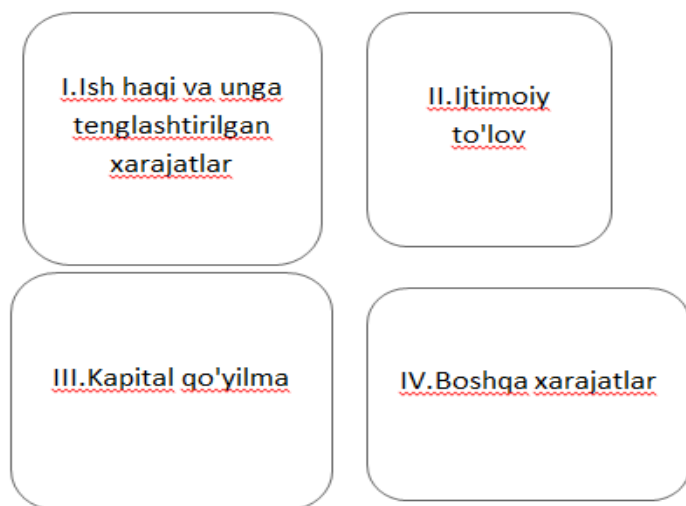 I.Ish haqi va unga
tenglashtirilgan
xarajatlar
II.Ijtimoiy
to'lov
III.Kapital qo'yilma
IV.Boshqa xarajatlar